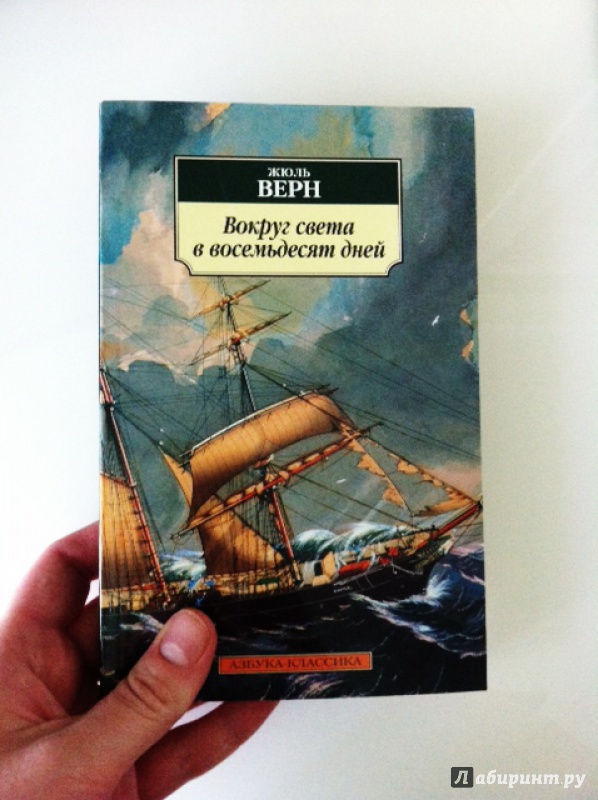 ЖЮЛЬ
ВЕРН
Вокруг света
в восемьдесят дней
АЗБУКА-КЛАССИКА
Лабиринт.ру